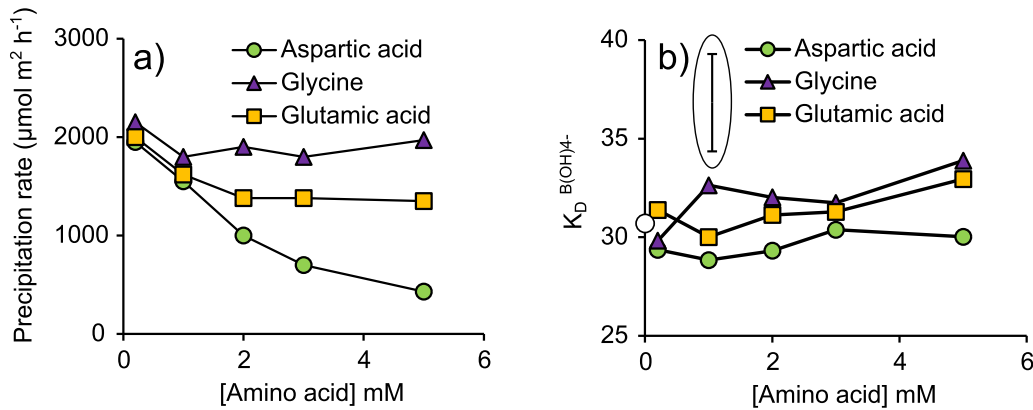 a)
Aspartic acid
Glycine
Glutamic acid
Precipitation rate (µmol m² h⁻¹)
3000
2000
1000
0
0 2 4 6
[Amino acid] mM
b)
Aspartic acid
Glycine
Glutamic acid
K_D^B(OH)4-
40
35
30
25
0 2 4 6
[Amino acid] mM